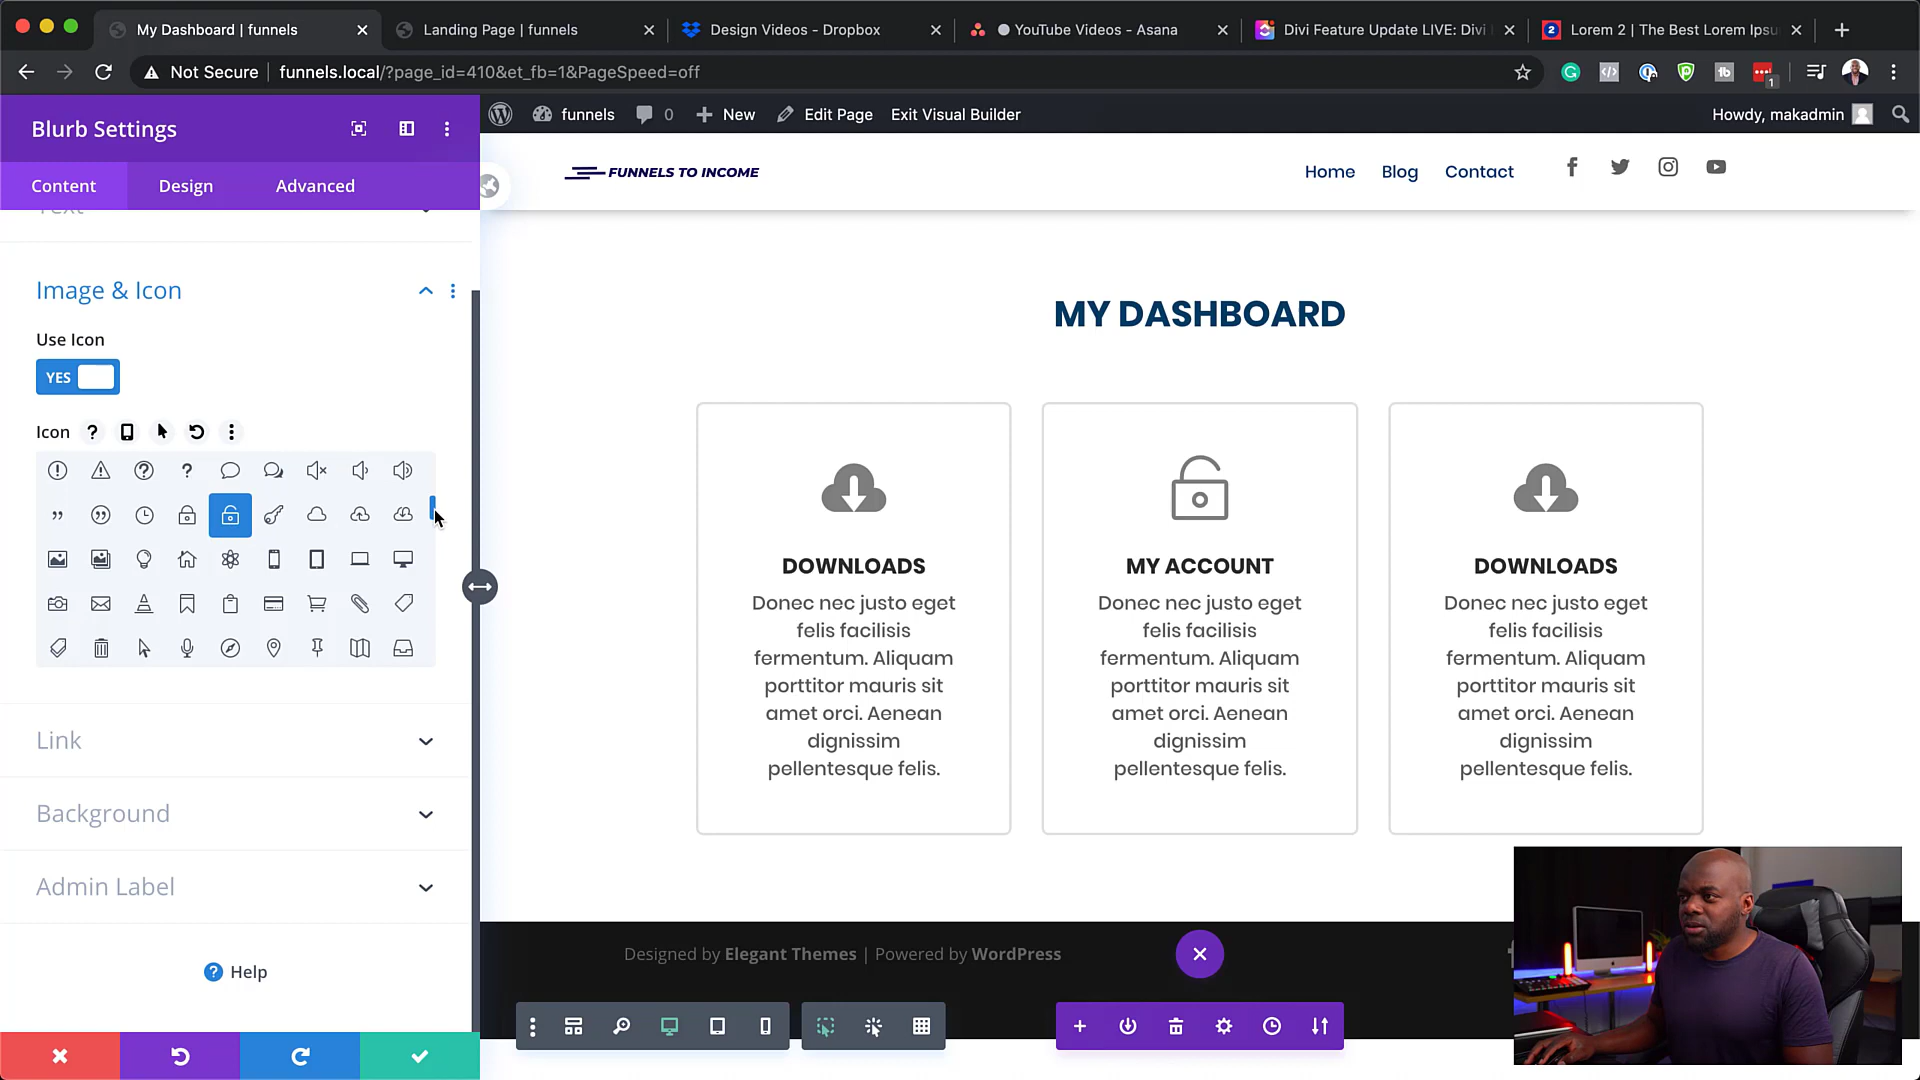 My Dashboard | funnels
Landing Page | funnels
Design Videos - Dropbox
YouTube Videos - Asana
Divi Feature Update LIVE: Divi
Lorem 2 | The Best Lorem Ipsu
Not Secure
funnels.local/?page_id=410&et_fb=1&PageSpeed=off
1
Blurb Settings
funnels
0
New
Edit Page
Exit Visual Builder
Howdy, makadmin
Content
Design
Advanced
FUNNELS TO INCOME
Home
Blog
Contact
Text
Image & Icon
Use Icon
YES
Icon
Link
Background
Admin Label
Help
MY DASHBOARD
DOWNLOADS
Donec nec justo eget
felis facilisis
fermentum. Aliquam
porttitor mauris sit
amet orci. Aenean
dignissim
pellentesque felis.
MY ACCOUNT
Donec nec justo eget
felis facilisis
fermentum. Aliquam
porttitor mauris sit
amet orci. Aenean
dignissim
pellentesque felis.
DOWNLOADS
Donec nec justo eget
felis facilisis
fermentum. Aliquam
porttitor mauris sit
amet orci. Aenean
dignissim
pellentesque felis.
Designed by Elegant Themes | Powered by WordPress